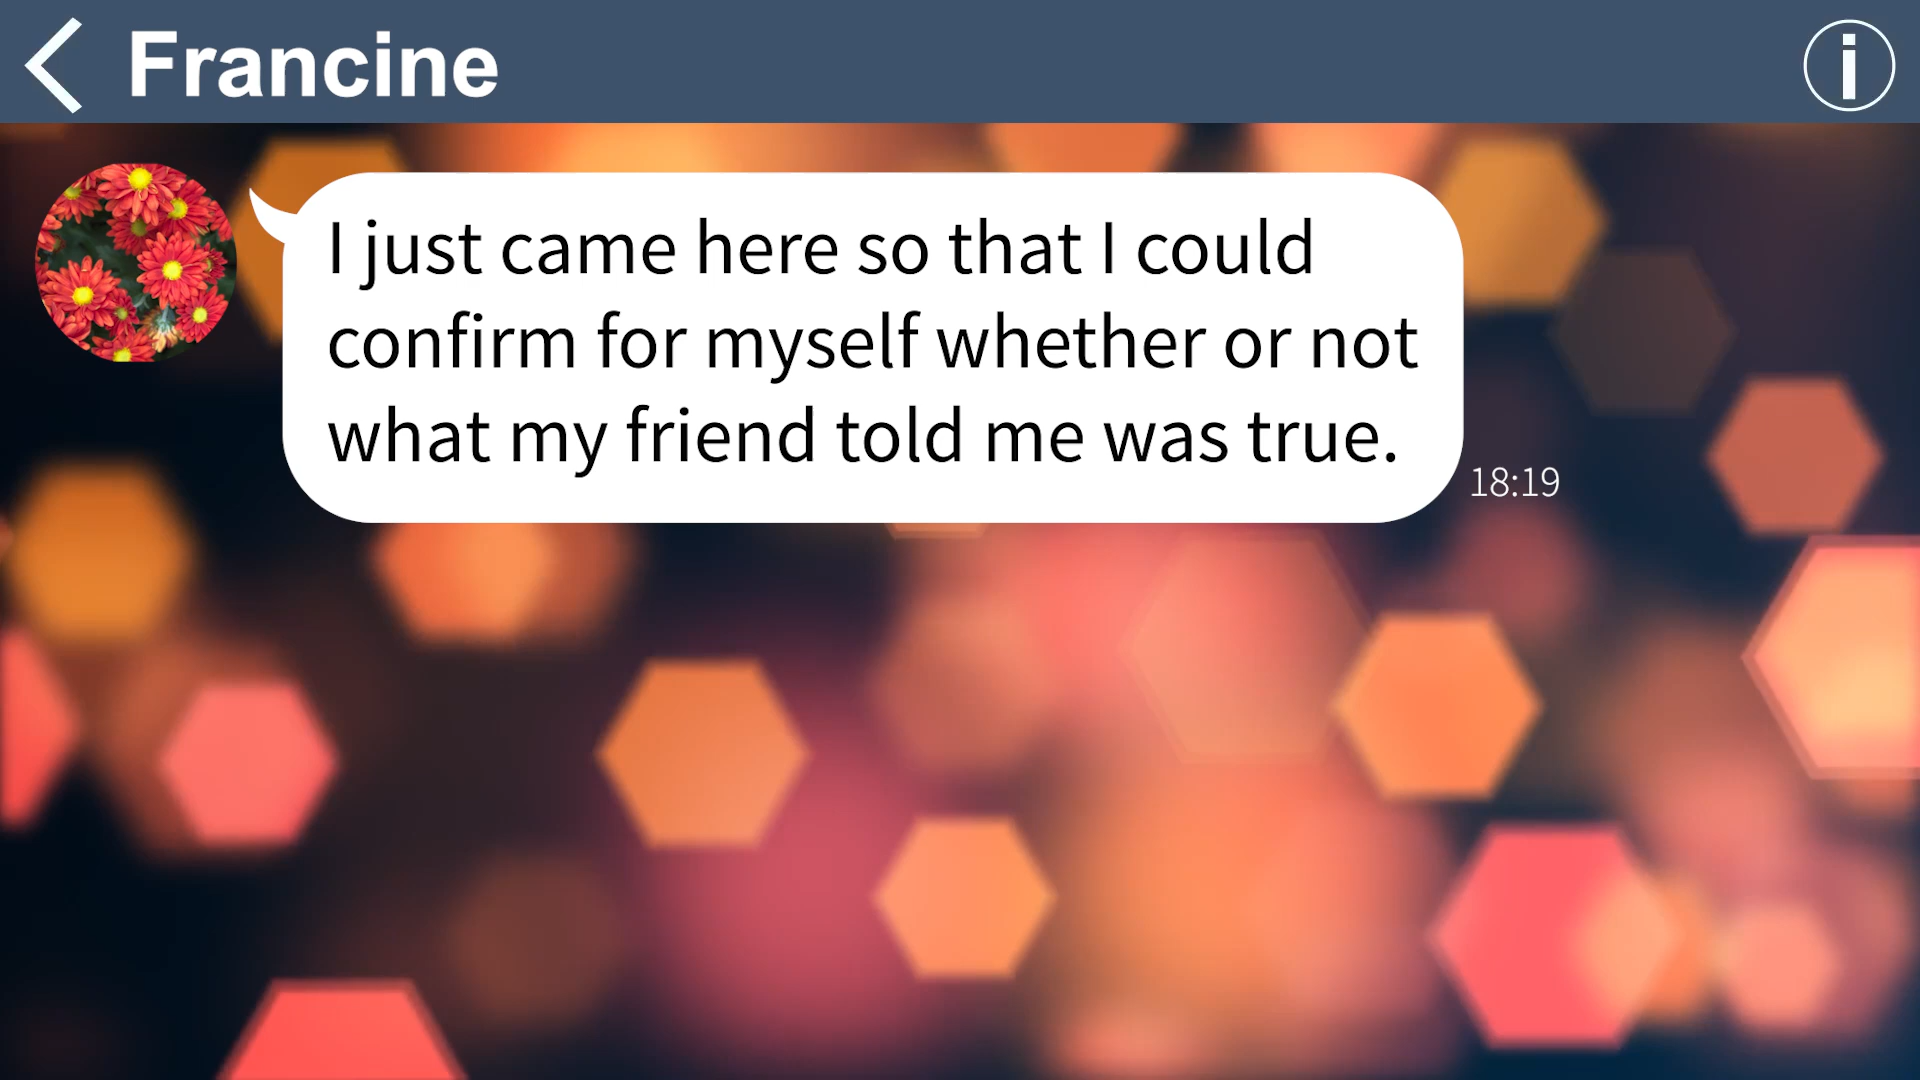 Francine
I just came here so that I could
confirm for myself whether or not
what my friend told me was true.
18:19